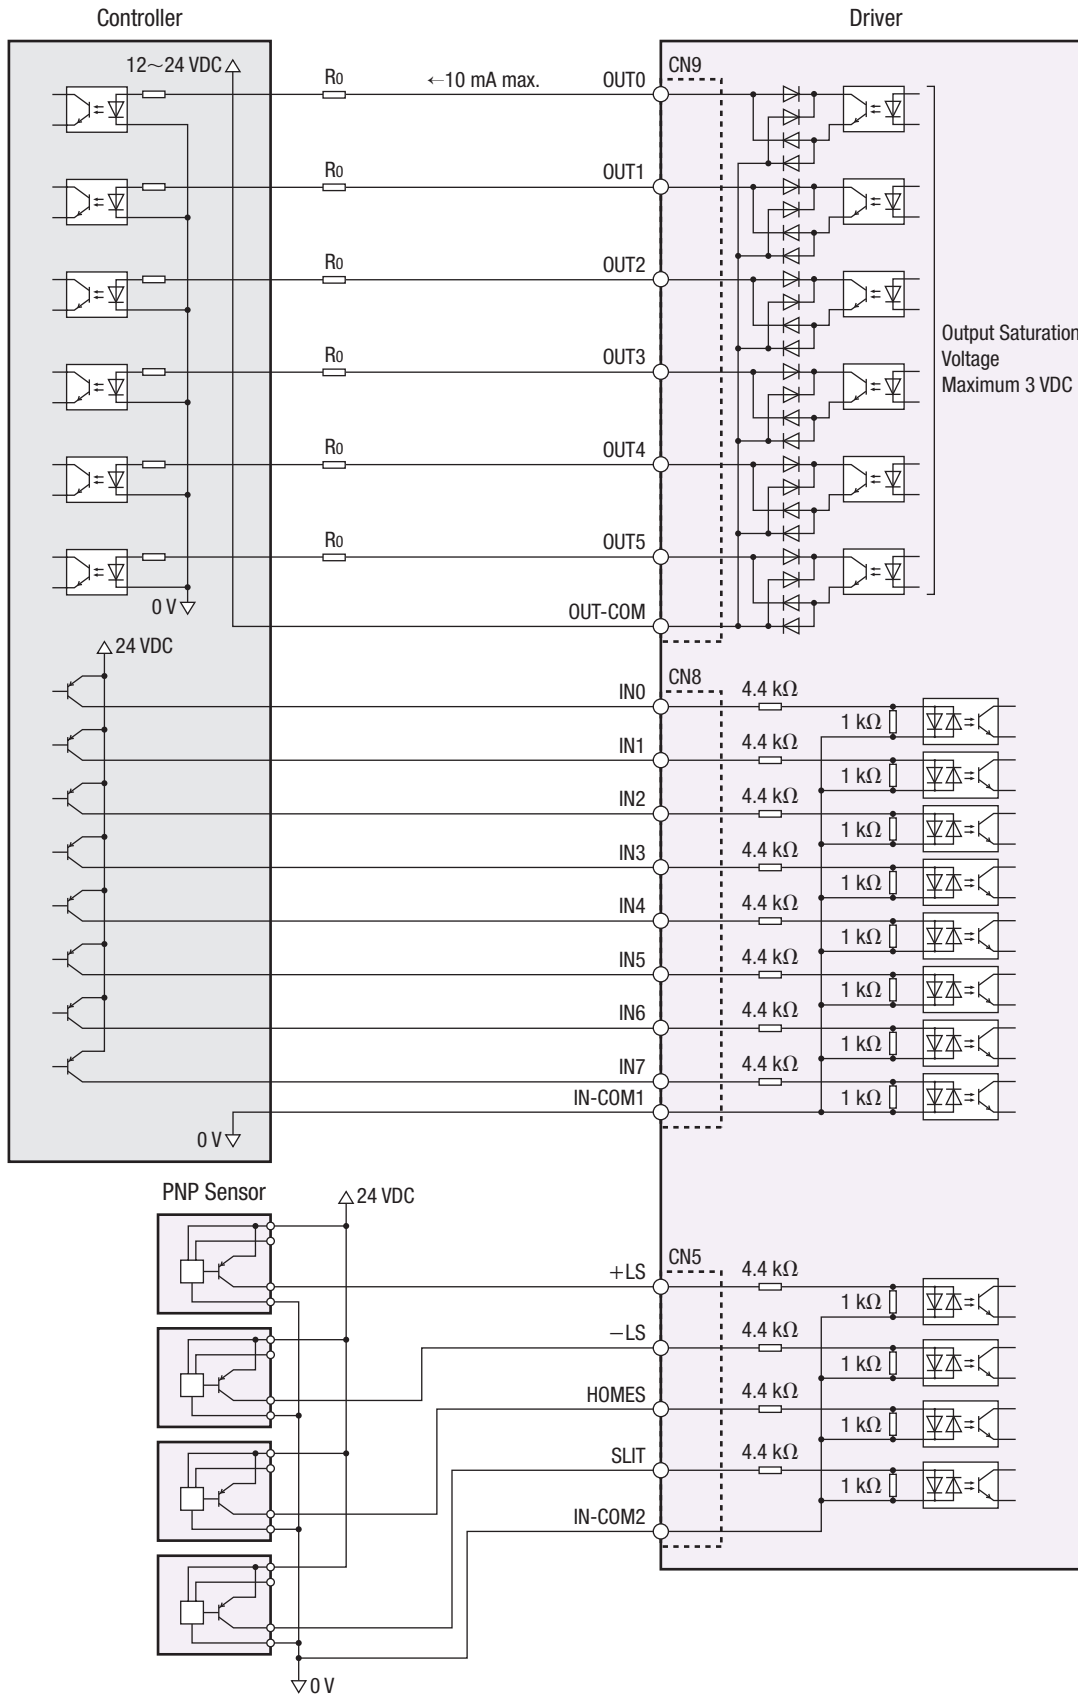 Controller
Driver
12~24 VDC
R0
←10 mA max.
OUT0
CN9
R0
OUT1
R0
OUT2
Output Saturation
Voltage
Maximum 3 VDC
R0
OUT3
R0
OUT4
R0
OUT5
0 V
OUT-COM
24 VDC
CN8
IN0
4.4 kΩ
1 kΩ
IN1
4.4 kΩ
1 kΩ
IN2
4.4 kΩ
1 kΩ
IN3
4.4 kΩ
1 kΩ
IN4
4.4 kΩ
1 kΩ
IN5
4.4 kΩ
1 kΩ
IN6
4.4 kΩ
1 kΩ
IN7
4.4 kΩ
1 kΩ
IN-COM1
0 V
PNP Sensor
24 VDC
CN5
+LS
4.4 kΩ
1 kΩ
−LS
4.4 kΩ
1 kΩ
HOMES
4.4 kΩ
1 kΩ
SLIT
4.4 kΩ
1 kΩ
IN-COM2
0 V